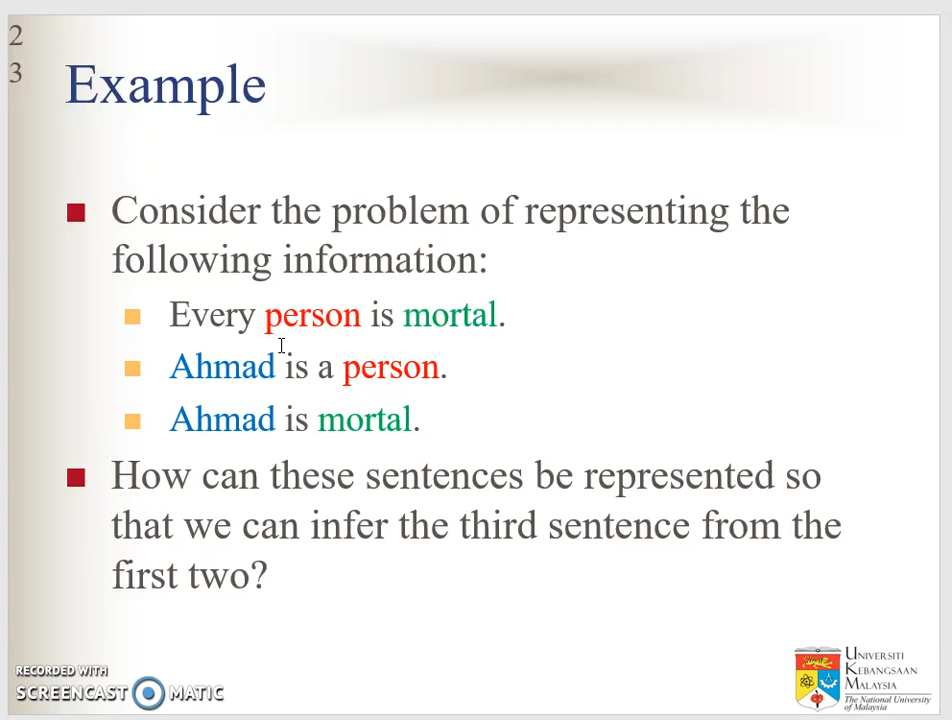 2
3
Example
Consider the problem of representing the
following information:
Every person is mortal.
Ahmad is a person.
Ahmad is mortal.
How can these sentences be represented so
that we can infer the third sentence from the
first two?
RECORDED WITH
SCREENCAST MATIC
UNIVERSITI
KEBANGSAAN
MALAYSIA
The National University
of Malaysia